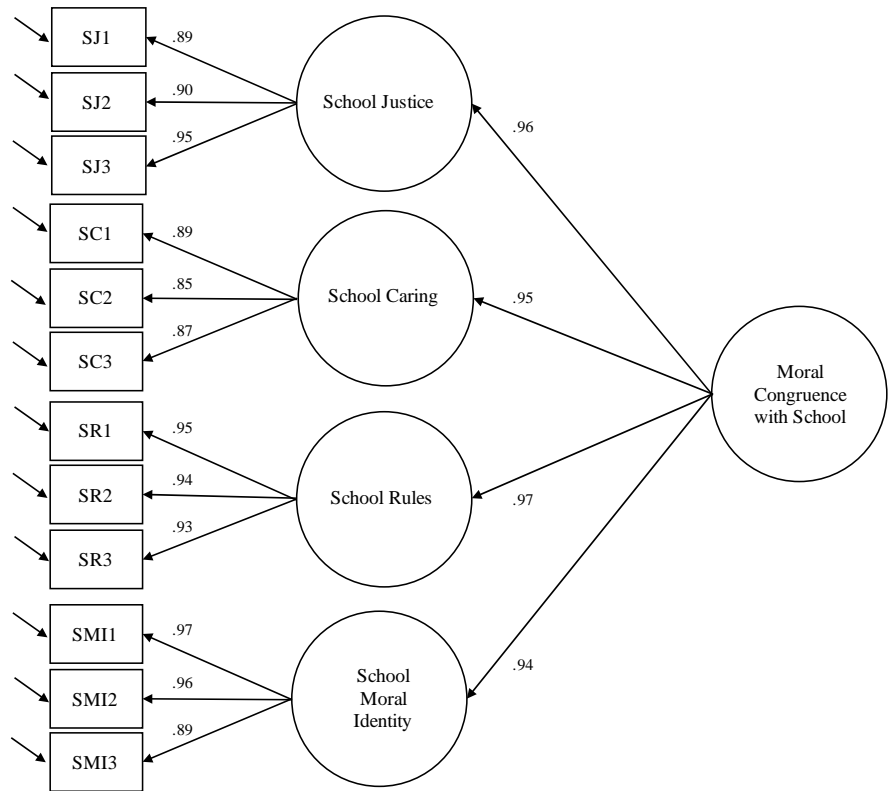 SJ1
.89
SJ2
.90
SJ3
.95
School Justice
.96
SC1
.89
SC2
.85
SC3
.87
School Caring
.95
SR1
.95
SR2
.94
SR3
.93
School Rules
.97
SMI1
.97
SMI2
.96
SMI3
.89
School
Moral
Identity
.94
Moral
Congruence
with School